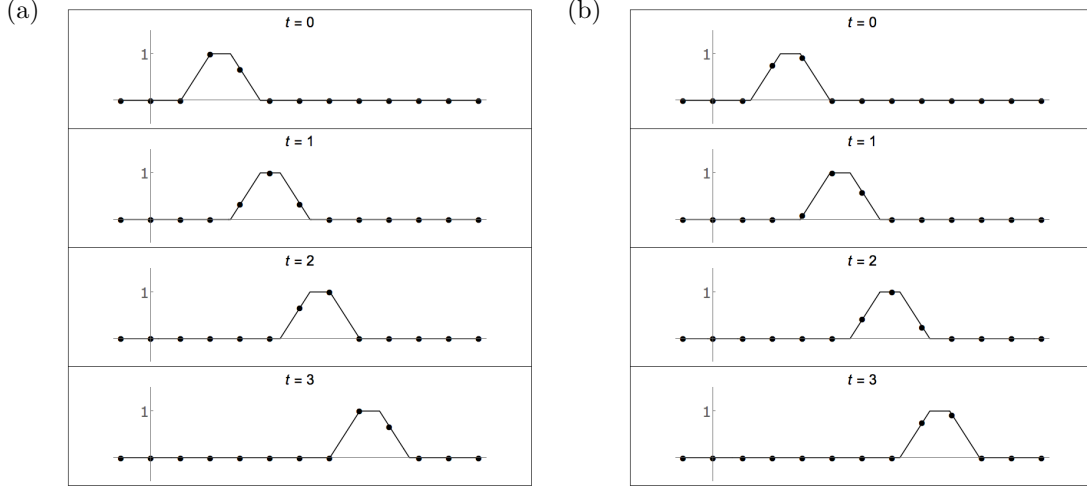 (a)
t = 0
1
t = 1
1
t = 2
1
t = 3
1
(b)
t = 0
1
t = 1
1
t = 2
1
t = 3
1